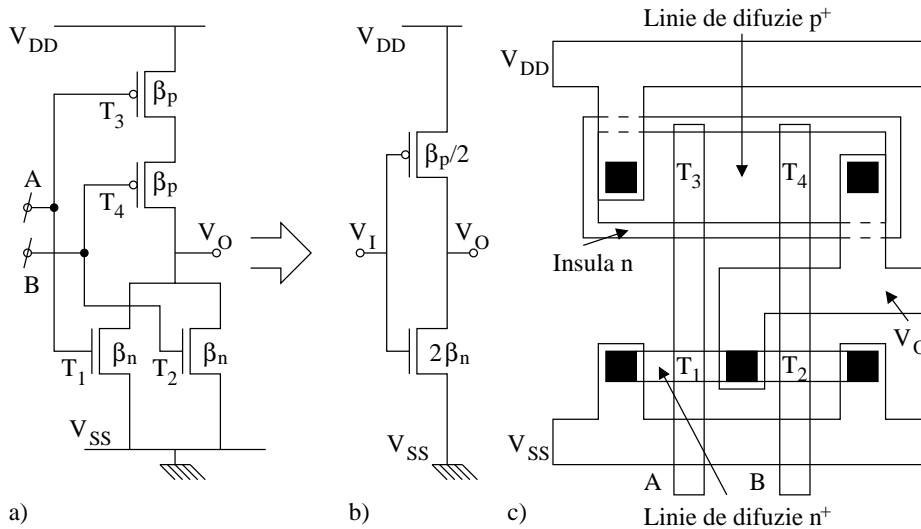 V_DD
β_p
T_3
A
β_p
T_4
V_O
B
β_n
β_n
T_1
T_2
V_SS
a)
V_DD
β_p/2
V_I
V_O
2β_n
V_SS
b)
Linie de difuzie p⁺
V_DD
T_3
T_4
Insula n
V_O
T_1
T_2
V_SS
A
B
c)
Linie de difuzie n⁺